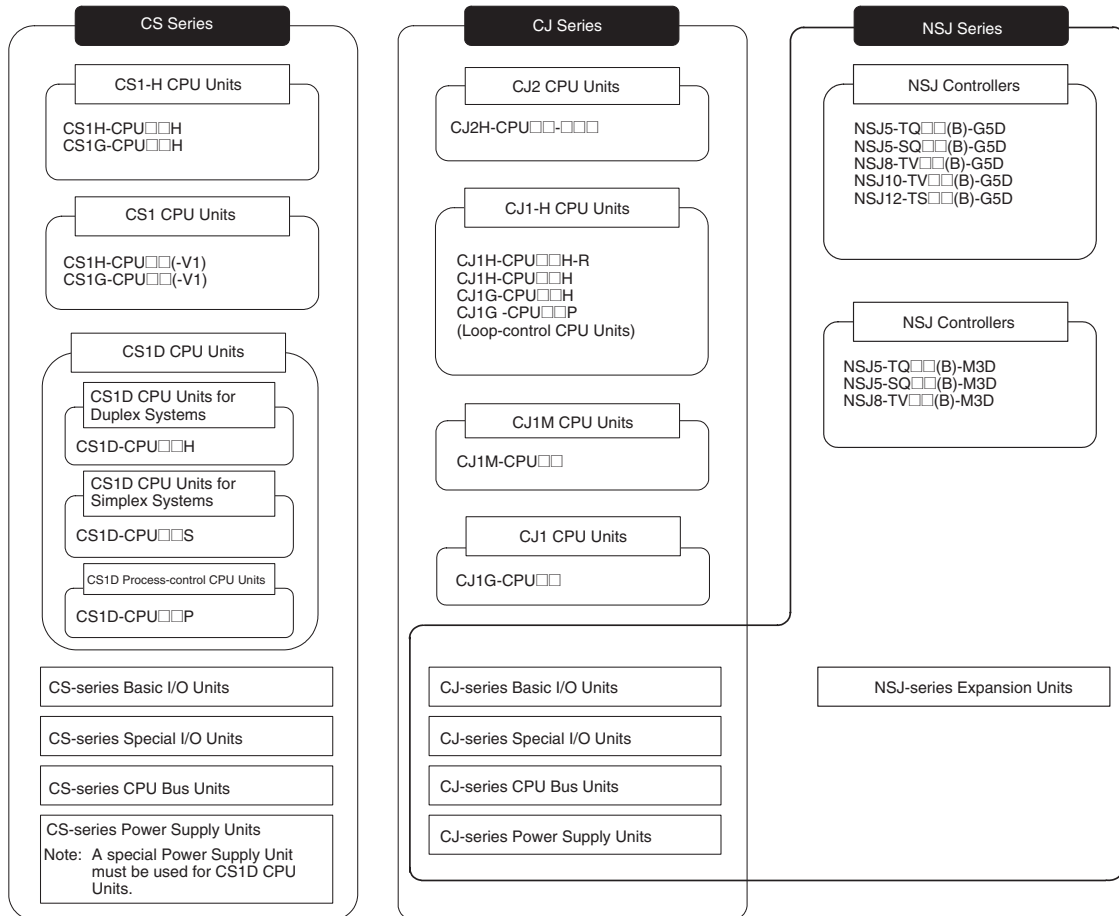 CS Series
CS1-H CPU Units
CS1H-CPU□□H
CS1G-CPU□□H
CS1 CPU Units
CS1H-CPU□□(-V1)
CS1G-CPU□□(-V1)
CS1D CPU Units
CS1D CPU Units for
Duplex Systems
CS1D-CPU□□H
CS1D CPU Units for
Simplex Systems
CS1D-CPU□□S
CS1D Process-control CPU Units
CS1D-CPU□□P
CS-series Basic I/O Units
CS-series Special I/O Units
CS-series CPU Bus Units
CS-series Power Supply Units
Note: A special Power Supply Unit
must be used for CS1D CPU
Units.
CJ Series
CJ2 CPU Units
CJ2H-CPU□□-□□□
CJ1-H CPU Units
CJ1H-CPU□□H-R
CJ1H-CPU□□H
CJ1G-CPU□□H
CJ1G -CPU□□P
(Loop-control CPU Units)
CJ1M CPU Units
CJ1M-CPU□□
CJ1 CPU Units
CJ1G-CPU□□
CJ-series Basic I/O Units
CJ-series Special I/O Units
CJ-series CPU Bus Units
CJ-series Power Supply Units
NSJ Series
NSJ Controllers
NSJ5-TQ□□(B)-G5D
NSJ5-SQ□□(B)-G5D
NSJ8-TV□□(B)-G5D
NSJ10-TV□□(B)-G5D
NSJ12-TS□□(B)-G5D
NSJ Controllers
NSJ5-TQ□□(B)-M3D
NSJ5-SQ□□(B)-M3D
NSJ8-TV□□(B)-M3D
NSJ-series Expansion Units